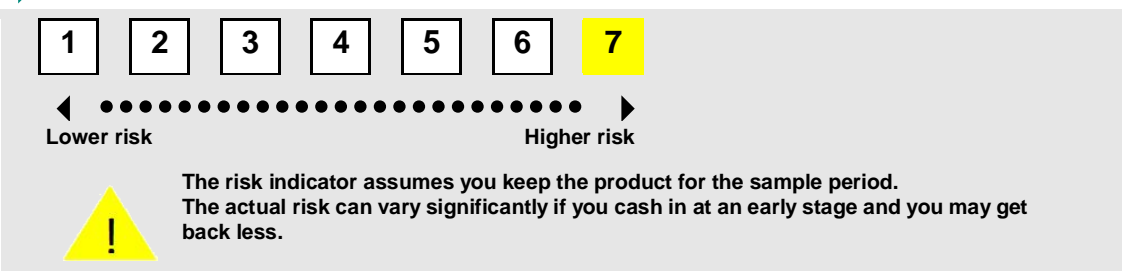 1 2 3 4 5 6 7
Lower risk Higher risk
The risk indicator assumes you keep the product for the sample period.
The actual risk can vary significantly if you cash in at an early stage and you may get
back less.
!